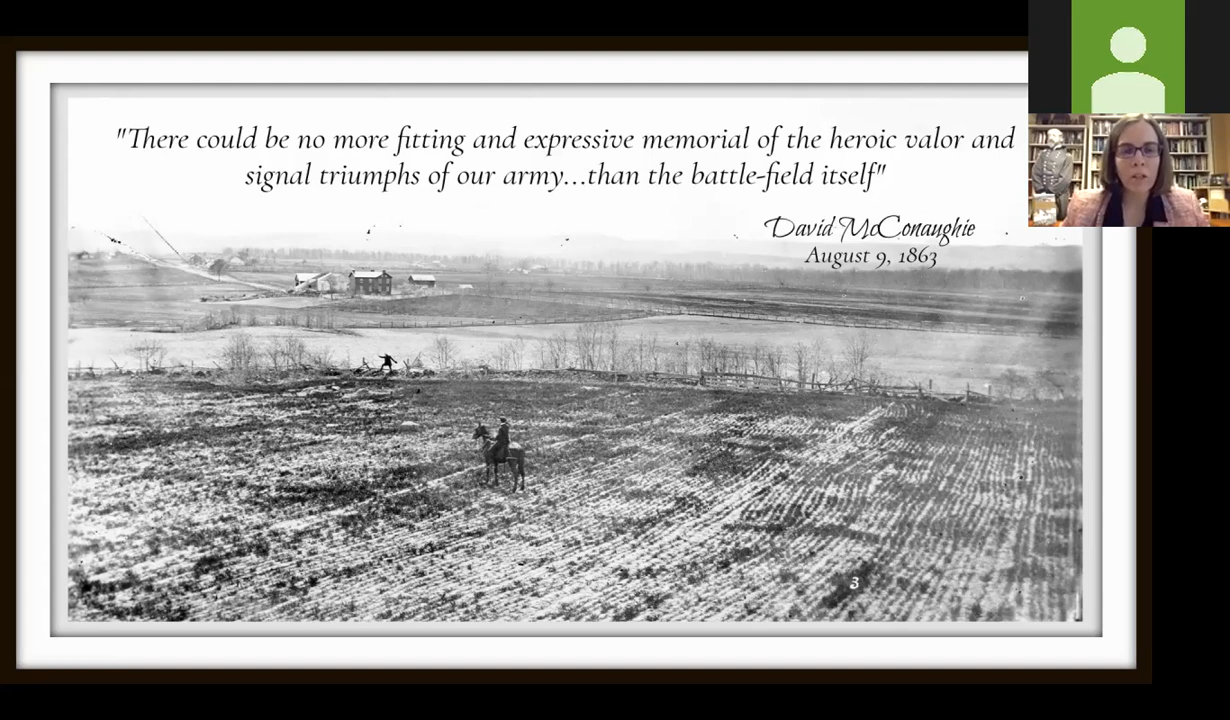 "There could be no more fitting and expressive memorial of the heroic valor and
signal triumphs of our army...than the battle-field itself"
David McConaughie
August 9, 1863
3